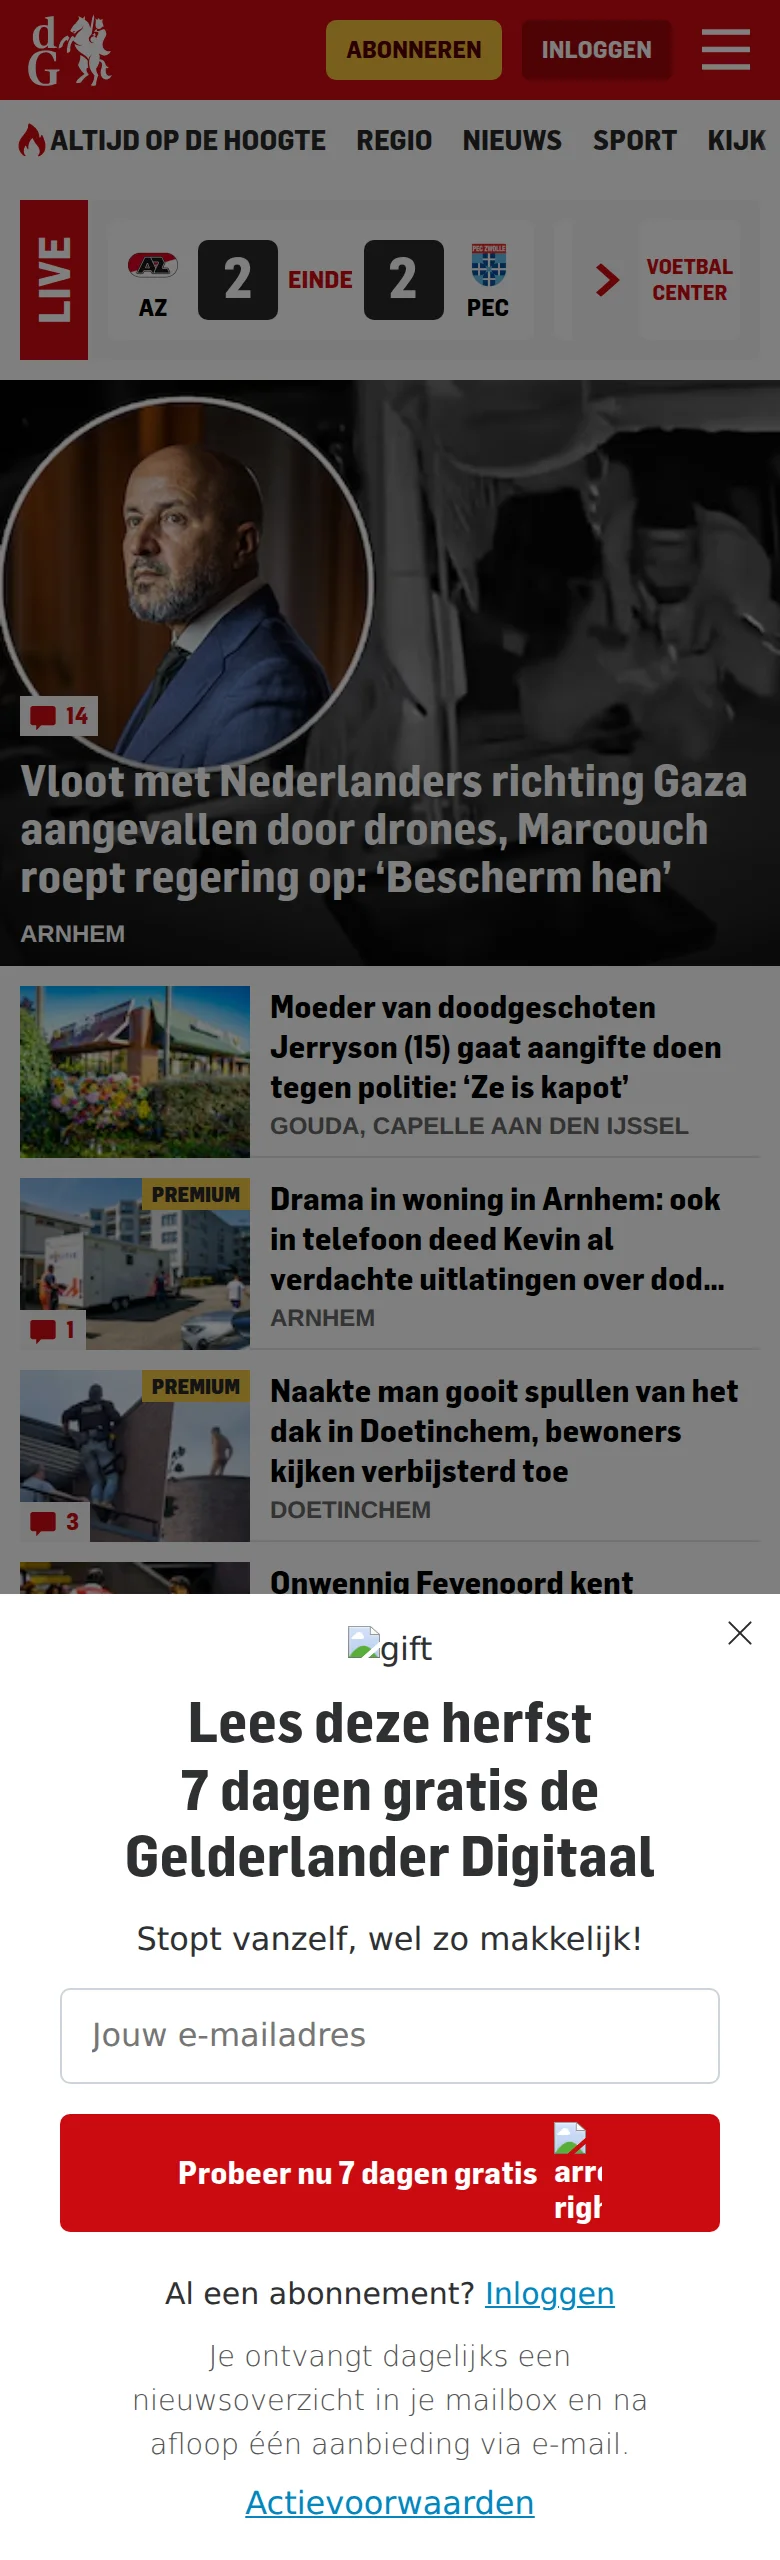 dG
ABONNEREN
INLOGGEN
ALTIJD OP DE HOOGTE REGIO NIEUWS SPORT KIJK
LIVE
AZ
AZ
2
EINDE
2
PEC ZWOLLE
PEC
VOETBAL
CENTER
14
Vloot met Nederlanders richting Gaza
aangevallen door drones, Marcouch
roept regering op: ‘Bescherm hen’
ARNHEM
Moeder van doodgeschoten
Jerryson (15) gaat aangifte doen
tegen politie: ‘Ze is kapot’
GOUDA, CAPELLE AAN DEN IJSSEL
PREMIUM
1
Drama in woning in Arnhem: ook
in telefoon deed Kevin al
verdachte uitlatingen over dod...
ARNHEM
PREMIUM
3
Naakte man gooit spullen van het
dak in Doetinchem, bewoners
kijken verbijsterd toe
DOETINCHEM
Onwennig Feyenoord kent
gift
Lees deze herfst
7 dagen gratis de
Gelderlander Digitaal
Stopt vanzelf, wel zo makkelijk!
Jouw e-mailadres
Probeer nu 7 dagen gratis
arro
righ
Al een abonnement? Inloggen
Je ontvangt dagelijks een
nieuwsoverzicht in je mailbox en na
afloop één aanbieding via e-mail.
Actievoorwaarden